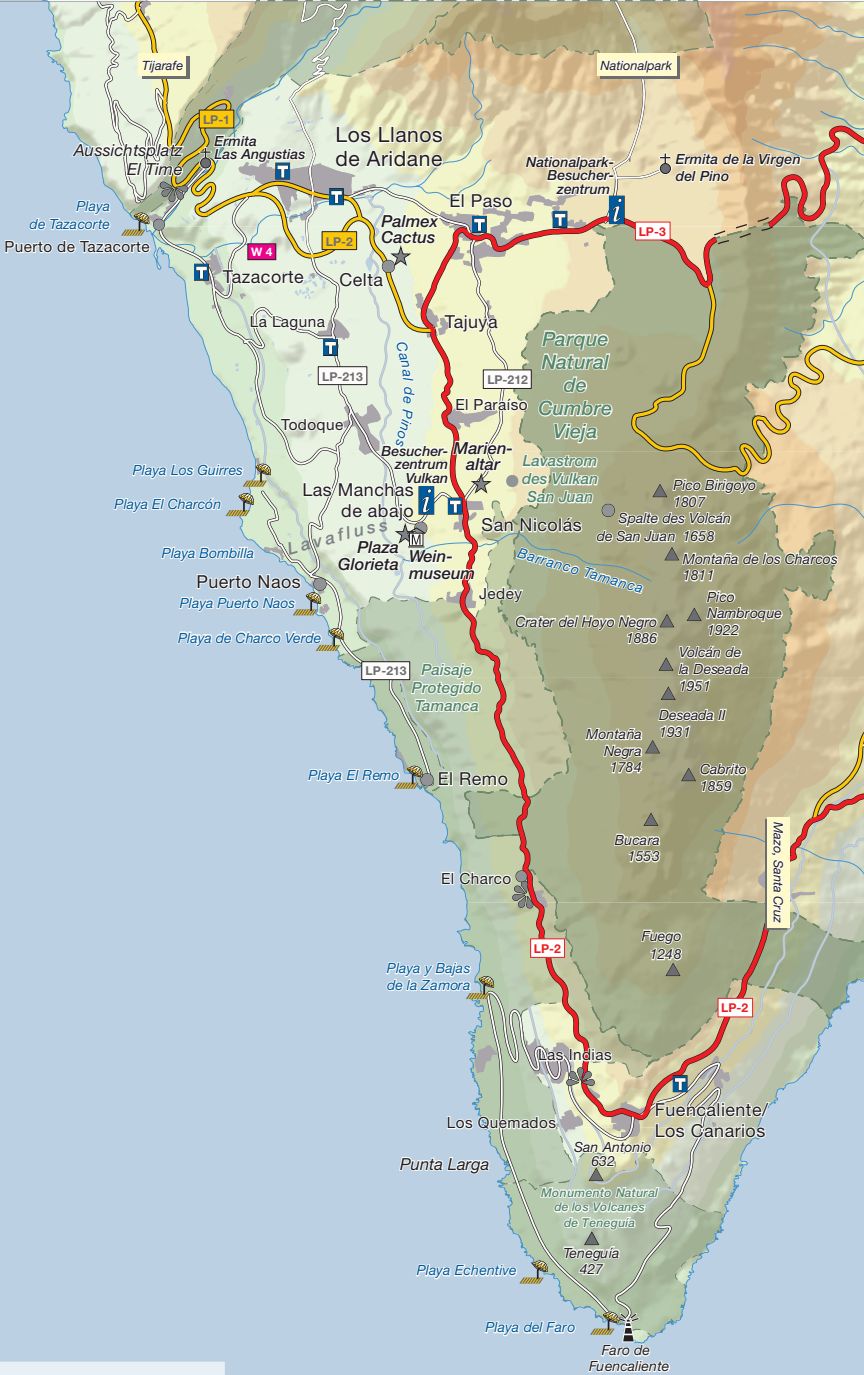 Tijarafe
Nationalpark
LP-1
Ermita
Las Angustias
Aussichtsplatz
El Time
Los Llanos
de Aridane
Nationalpark-
Besucher-
zentrum
Ermita de la Virgen
del Pino
T
T
El Paso
T
T
i
LP-3
Playa
de Tazacorte
Puerto de Tazacorte
Palmex
Cactus
LP-2
W 4
T
Tazacorte
Celta
La Laguna
Tajuya
T
LP-213
Canal de Pinos
LP-212
Parque
Natural
de
Cumbre
Vieja
El Paraíso
Todoque
Besucher-
zentrum
Vulkan
Marien-
altar
Lavastrom
des Vulkan
San Juan
Playa Los Guirres
Playa El Charcón
Las Manchas
de abajo
i
T
Pico Birigoyo
1807
Spalte des Volcán
de San Juan 1658
San Nicolás
Lavafluss
Plaza
Glorieta
M
Wein-
museum
Playa Bombilla
Barranco Tamanca
Montaña de los Charcos
1811
Puerto Naos
Playa Puerto Naos
Jedey
Pico
Nambroque
1922
Crater del Hoyo Negro
1886
Playa de Charco Verde
LP-213
Volcán de
la Deseada
1951
Paisaje
Protegido
Tamanca
Deseada II
1931
Montaña
Negra
1784
Playa El Remo
El Remo
Cabrito
1859
Bucara
1553
Mazo, Santa Cruz
El Charco
Fuego
1248
LP-2
Playa y Bajas
de la Zamora
LP-2
Las Indias
T
Los Quemados
Fuencaliente/
Los Canarios
San Antonio
632
Punta Larga
Monumento Natural
de los Volcanes
de Teneguía
Teneguía
427
Playa Echentive
Playa del Faro
Faro de
Fuencaliente